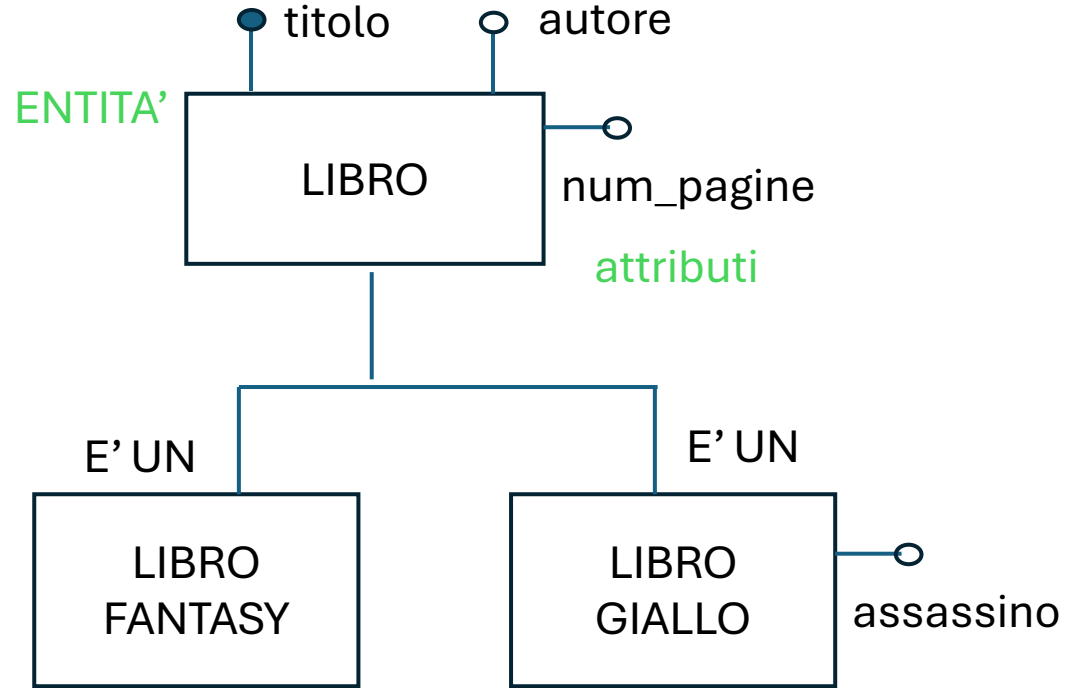 titolo
autore
ENTITA’
LIBRO
num_pagine
attributi
E’ UN
E’ UN
LIBRO
FANTASY
LIBRO
GIALLO
assassino